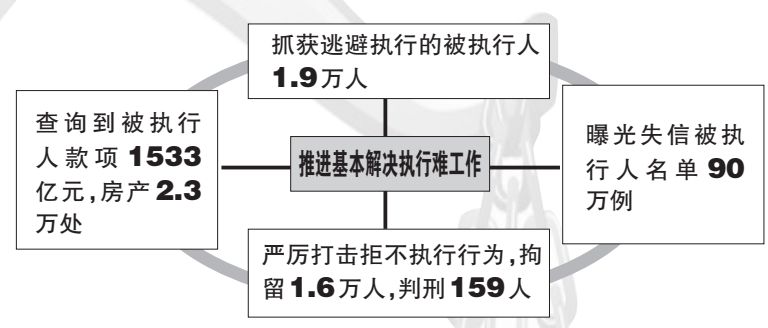 抓获逃避执行的被执行人
1.9万人
查询到被执行
人款项1533
亿元,房产2.3
万处
推进基本解决执行难工作
曝光失信被执
行人名单90
万例
严厉打击拒不执行行为,拘
留1.6万人,判刑159人